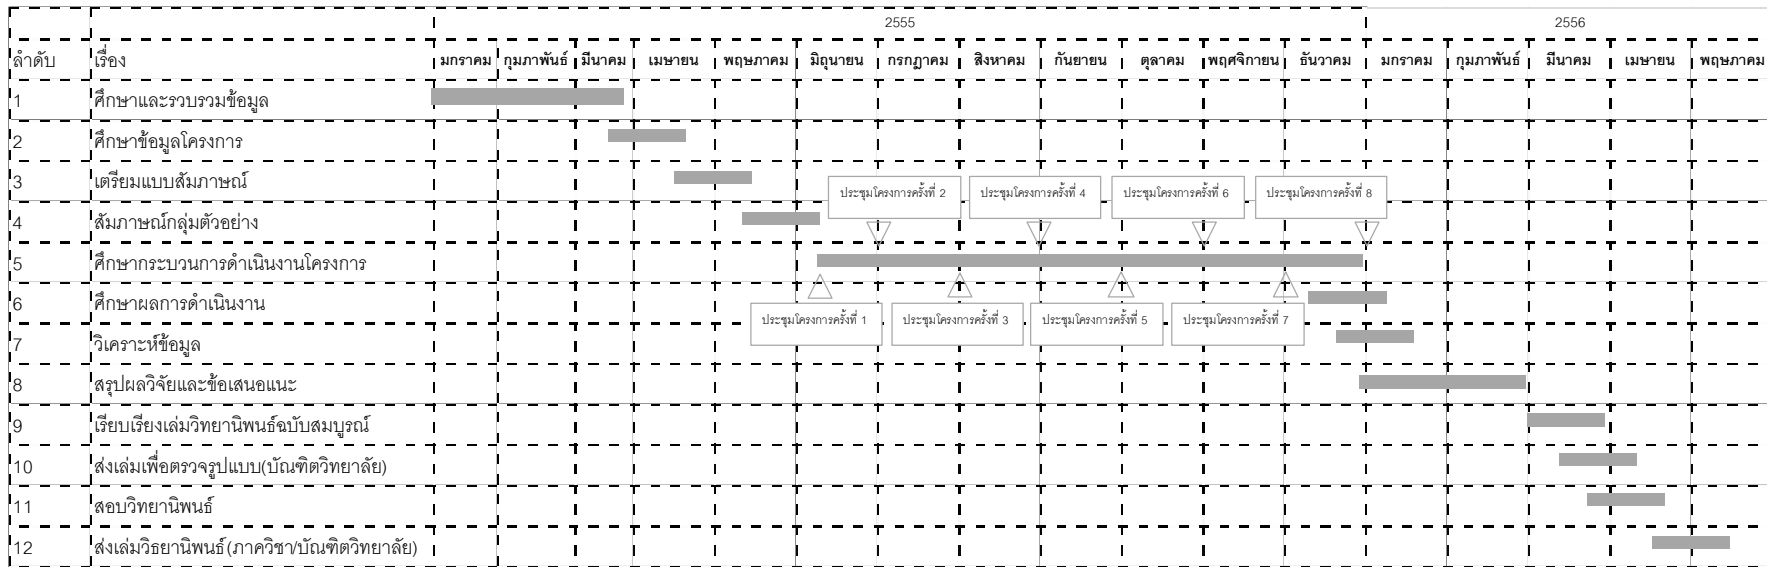 2555 2556
ลำดับ เรื่อง มกราคม กุมภาพันธ์ มีนาคม เมษายน พฤษภาคม มิถุนายน กรกฎาคม สิงหาคม กันยายน ตุลาคม พฤศจิกายน ธันวาคม มกราคม กุมภาพันธ์ มีนาคม เมษายน พฤษภาคม
1 ศึกษาและรวบรวมข้อมูล
2 ศึกษาข้อมูลโครงการ
3 เตรียมแบบสัมภาษณ์
ประชุมโครงการครั้งที่ 2 ประชุมโครงการครั้งที่ 4 ประชุมโครงการครั้งที่ 6 ประชุมโครงการครั้งที่ 8
4 สัมภาษณ์กลุ่มตัวอย่าง
5 ศึกษากระบวนการดำเนินงานโครงการ
6 ศึกษาผลการดำเนินงาน
ประชุมโครงการครั้งที่ 1 ประชุมโครงการครั้งที่ 3 ประชุมโครงการครั้งที่ 5 ประชุมโครงการครั้งที่ 7
7 วิเคราะห์ข้อมูล
8 สรุปผลวิจัยและข้อเสนอแนะ
9 เรียบเรียงเล่มวิทยานิพนธ์ฉบับสมบูรณ์
10 ส่งเล่มเพื่อตรวจรูปแบบ(บัณฑิตวิทยาลัย)
11 สอบวิทยานิพนธ์
12 ส่งเล่มวิธยานิพนธ์(ภาควิชา/บัณฑิตวิทยาลัย)